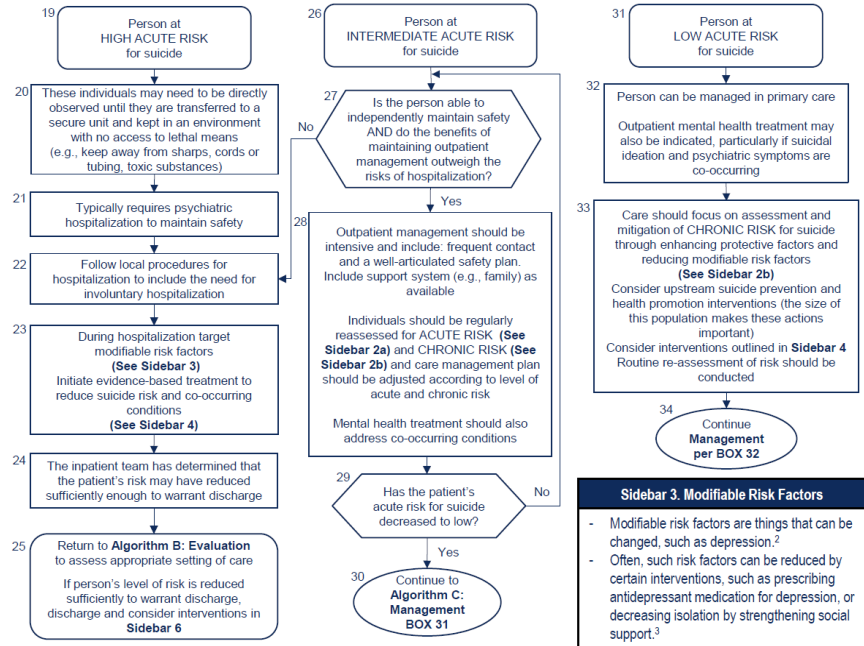 19
Person at
HIGH ACUTE RISK
for suicide
20
These individuals may need to be directly
observed until they are transferred to a
secure unit and kept in an environment
with no access to lethal means
(e.g., keep away from sharps, cords or
tubing, toxic substances)
21
Typically requires psychiatric
hospitalization to maintain safety
22
Follow local procedures for
hospitalization to include the need for
involuntary hospitalization
23
During hospitalization target
modifiable risk factors
(See Sidebar 3)
Initiate evidence-based treatment to
reduce suicide risk and co-occurring
conditions
(See Sidebar 4)
24
The inpatient team has determined that
the patient's risk may have reduced
sufficiently enough to warrant discharge
25
Return to Algorithm B: Evaluation
to assess appropriate setting of care
If person's level of risk is reduced
sufficiently to warrant discharge,
discharge and consider interventions in
Sidebar 6
26
Person at
INTERMEDIATE ACUTE RISK
for suicide
27
Is the person able to
independently maintain safety
AND do the benefits of
maintaining outpatient
management outweigh the
risks of hospitalization?
No
Yes
28
Outpatient management should be
intensive and include: frequent contact
and a well-articulated safety plan.
Include support system (e.g., family) as
available
Individuals should be regularly
reassessed for ACUTE RISK (See
Sidebar 2a) and CHRONIC RISK (See
Sidebar 2b) and care management plan
should be adjusted according to level of
acute and chronic risk
Mental health treatment should also
address co-occurring conditions
29
Has the patient's
acute risk for suicide
decreased to low?
No
Yes
30
Continue to
Algorithm C:
Management
BOX 31
31
Person at
LOW ACUTE RISK
for suicide
32
Person can be managed in primary care
Outpatient mental health treatment may
also be indicated, particularly if suicidal
ideation and psychiatric symptoms are
co-occurring
33
Care should focus on assessment and
mitigation of CHRONIC RISK for suicide
through enhancing protective factors and
reducing modifiable risk factors
(See Sidebar 2b)
Consider upstream suicide prevention and
health promotion interventions (the size of
this population makes these actions
important)
Consider interventions outlined in Sidebar 4
Routine re-assessment of risk should be
conducted
34
Continue
Management
per BOX 32
Sidebar 3. Modifiable Risk Factors
- Modifiable risk factors are things that can be
changed, such as depression.2
- Often, such risk factors can be reduced by
certain interventions, such as prescribing
antidepressant medication for depression, or
decreasing isolation by strengthening social
support.3